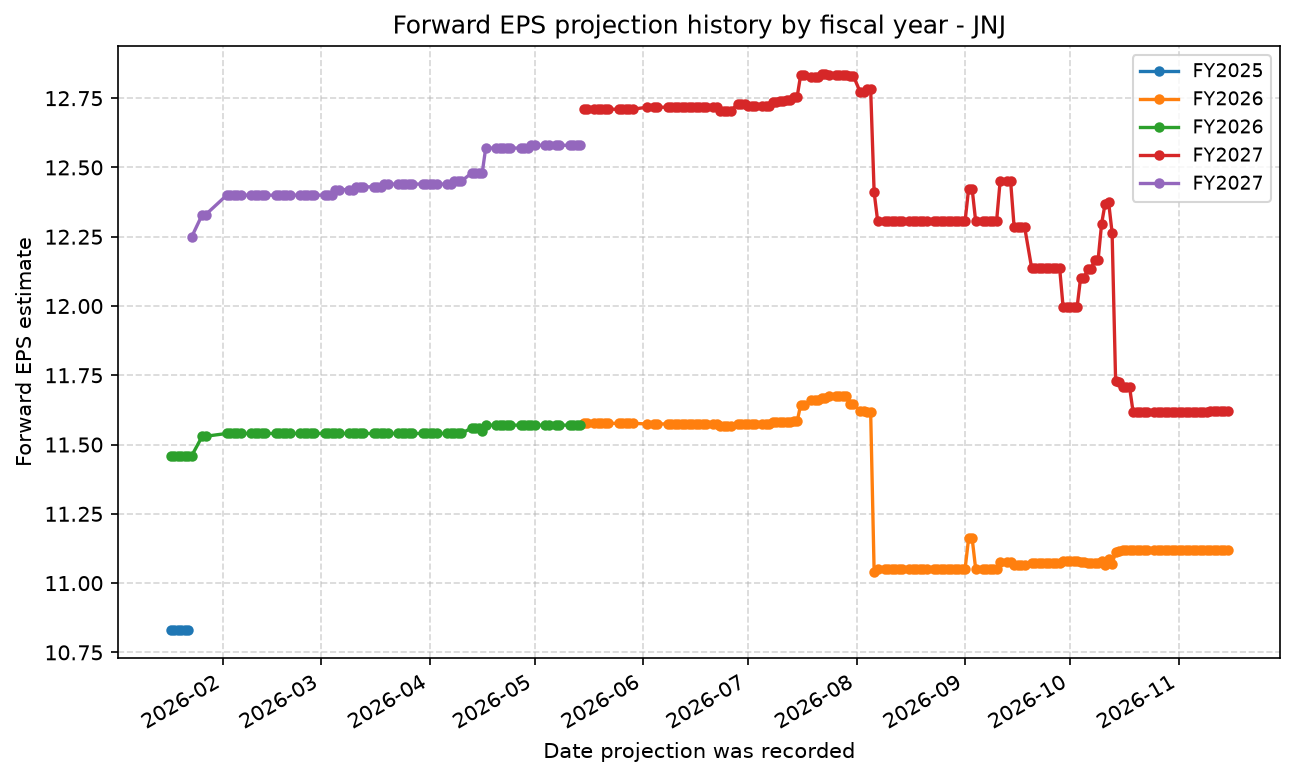 Forward EPS projection history by fiscal year - JNJ
FY2025
FY2026
FY2026
FY2027
FY2027
Forward EPS estimate
12.75
12.50
12.25
12.00
11.75
11.50
11.25
11.00
10.75
2026-02
2026-03
2026-04
2026-05
2026-06
2026-07
2026-08
2026-09
2026-10
2026-11
Date projection was recorded